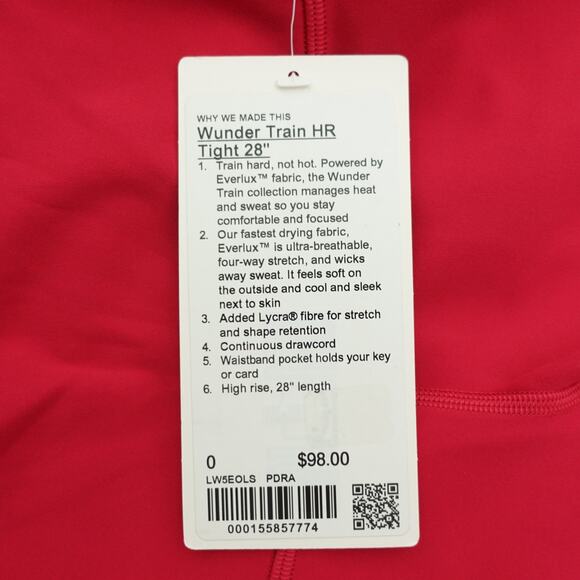 WHY WE MADE THIS
Wunder Train HR
Tight 28"
1. Train hard, not hot. Powered by
Everlux™ fabric, the Wunder
Train collection manages heat
and sweat so you stay
comfortable and focused
2. Our fastest drying fabric,
Everlux™ is ultra-breathable,
four-way stretch, and wicks
away sweat. It feels soft on
the outside and cool and sleek
next to skin
3. Added Lycra® fibre for stretch
and shape retention
4. Continuous drawcord
5. Waistband pocket holds your key
or card
6. High rise, 28" length
0 $98.00
LW5EOLS PDRA
000155857774